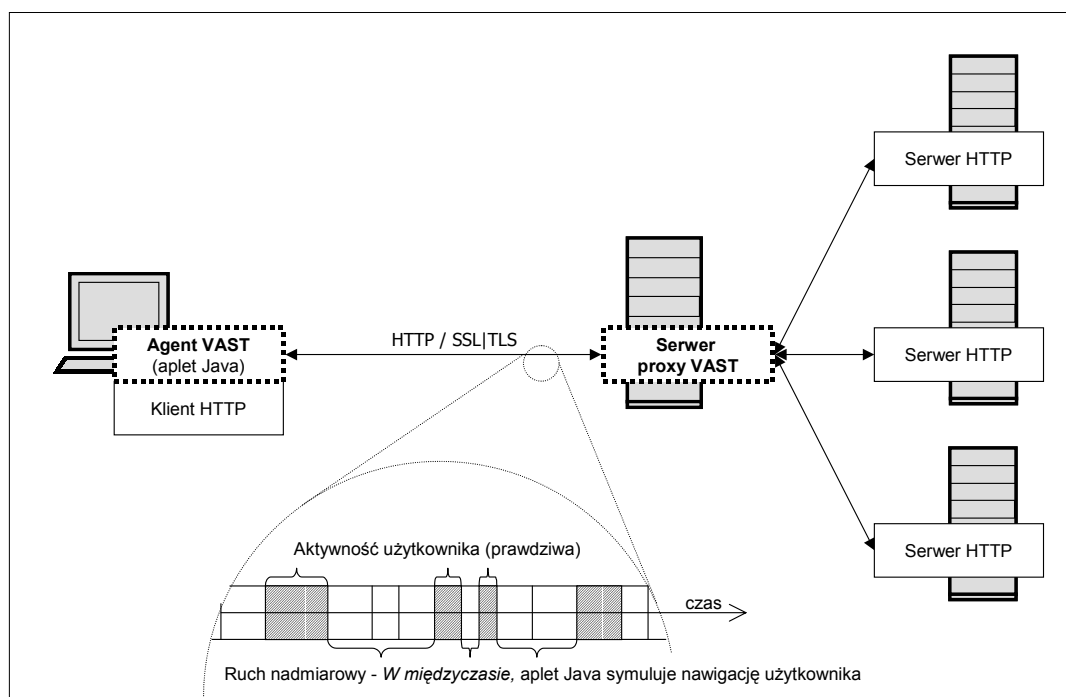 Serwer HTTP
Agent VAST
(aplet Java)
Klient HTTP
HTTP / SSL|TLS
Serwer
proxy VAST
Serwer HTTP
Serwer HTTP
Aktywność użytkownika (prawdziwa)
czas
Ruch nadmiarowy - W międzyczasie, aplet Java symuluje nawigację użytkownika